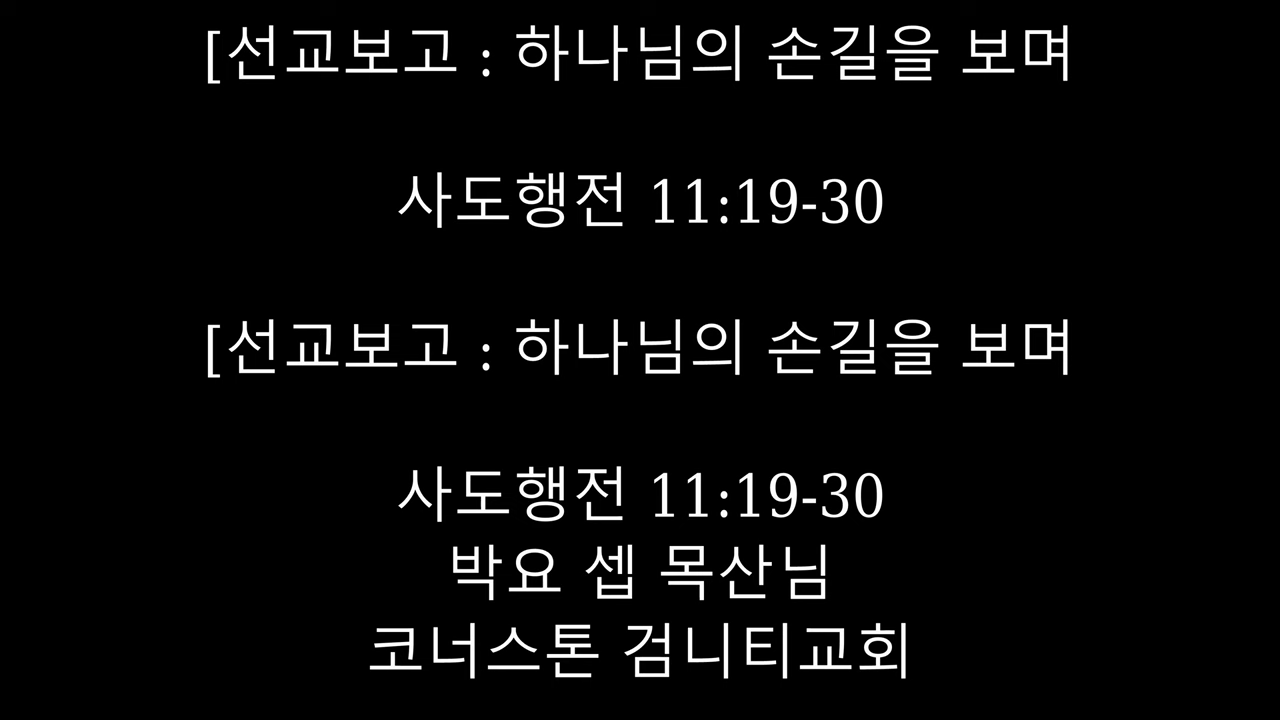 [선교보고 : 하나님의 손길을 보며
사도행전 11:19-30
[선교보고 : 하나님의 손길을 보며
사도행전 11:19-30
박요 셉 목산님
코너스톤 검니티교회